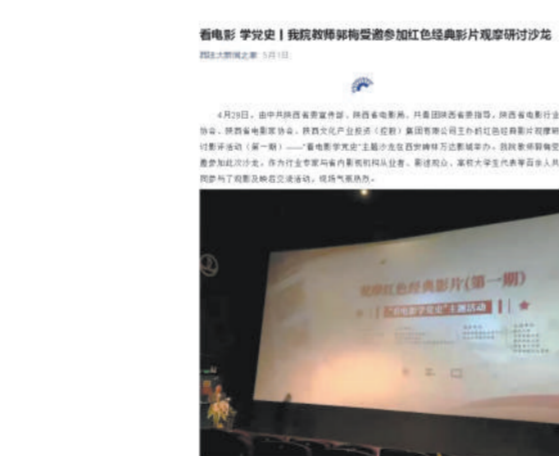 看电影 学党史丨我院教师郭梅受邀参加红色经典影片观摩研讨沙龙
5月1日
4月29日，由中共陕西省委宣传部、陕西省电影局、共青团陕西省委指导，陕西省电影行业
协会、陕西省电影家协会、陕西文化产业投资（控股）集团有限公司主办的红色经典影片观摩研
讨影评活动（第一期）——“看电影学党史”主题沙龙在西安 万达影城举办，我院教师郭梅受
邀参加此次沙龙，作为行业专家与省内影视机构从业者、影迷观众、高校大学生代表等百余人共
同参与了观影及映后交流活动，现场气氛热烈。
观摩红色经典影片(第一期)
“看电影学党史”主题活动